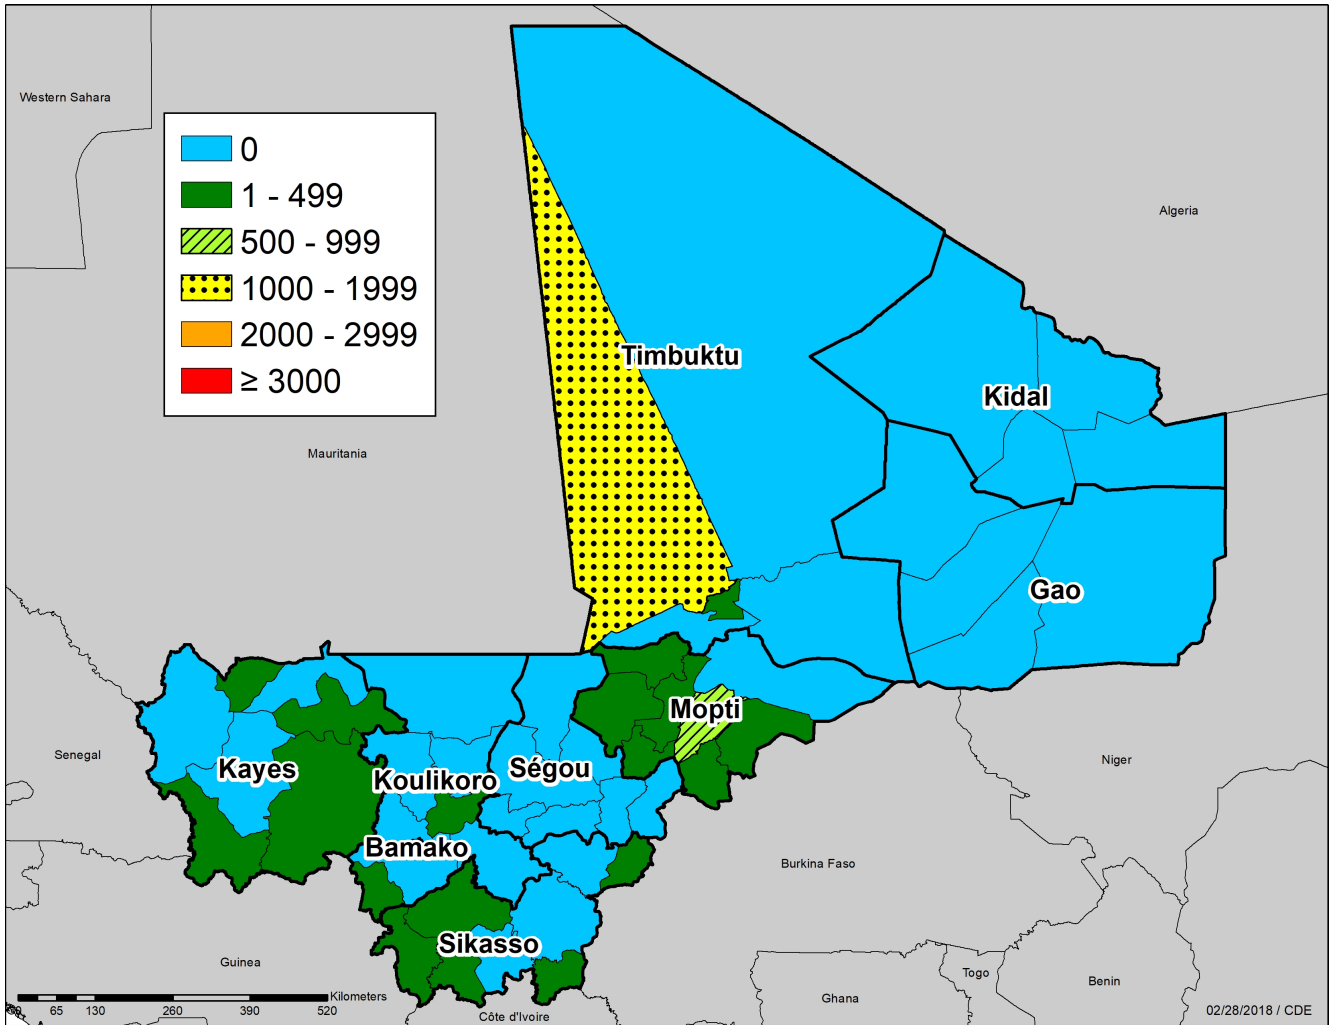 Western Sahara
0
1 - 499
500 - 999
1000 - 1999
2000 - 2999
≥ 3000
Algeria
Timbuktu
Kidal
Mauritania
Gao
Mopti
Senegal
Kayes
Koulikoro
Ségou
Niger
Bamako
Burkina Faso
Sikasso
Guinea
Togo
Benin
Ghana
Kilometers
65 130 260 390 520
Côte d'Ivoire
02/28/2018 / CDE